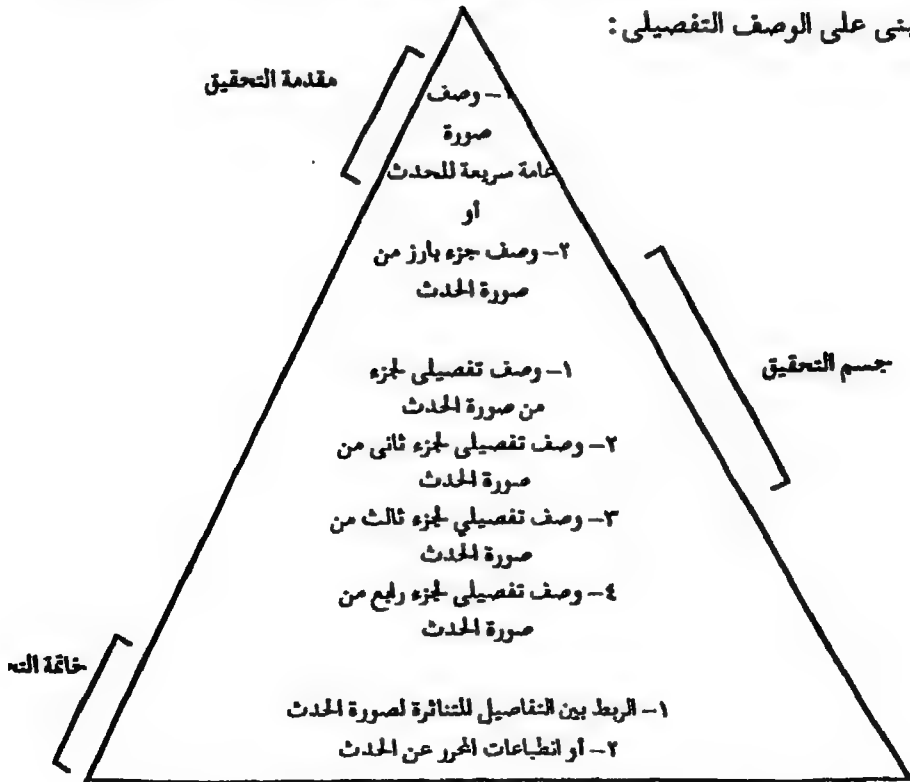 على الوصف التفصيلى:
مقدمة التحقيق
١- وصف
صورة
عامة سريعة للحدث
أو
٢- وصف جزء بارز من
صورة الحدث
جسم التحقيق
١- وصف تفصيلى لجزء
من صورة الحدث
٢- وصف تفصيلى لجزء ثانى من
صورة الحدث
٣- وصف تفصيلي لجزء ثالث من
صورة الحدث
٤- وصف تفصيلى لجزء رابع من
صورة الحدث
خاتمة
١- الربط بين التفاصيل المتناثرة لصورة الحدث
٢- أو انطباعات المحرر عن الحدث